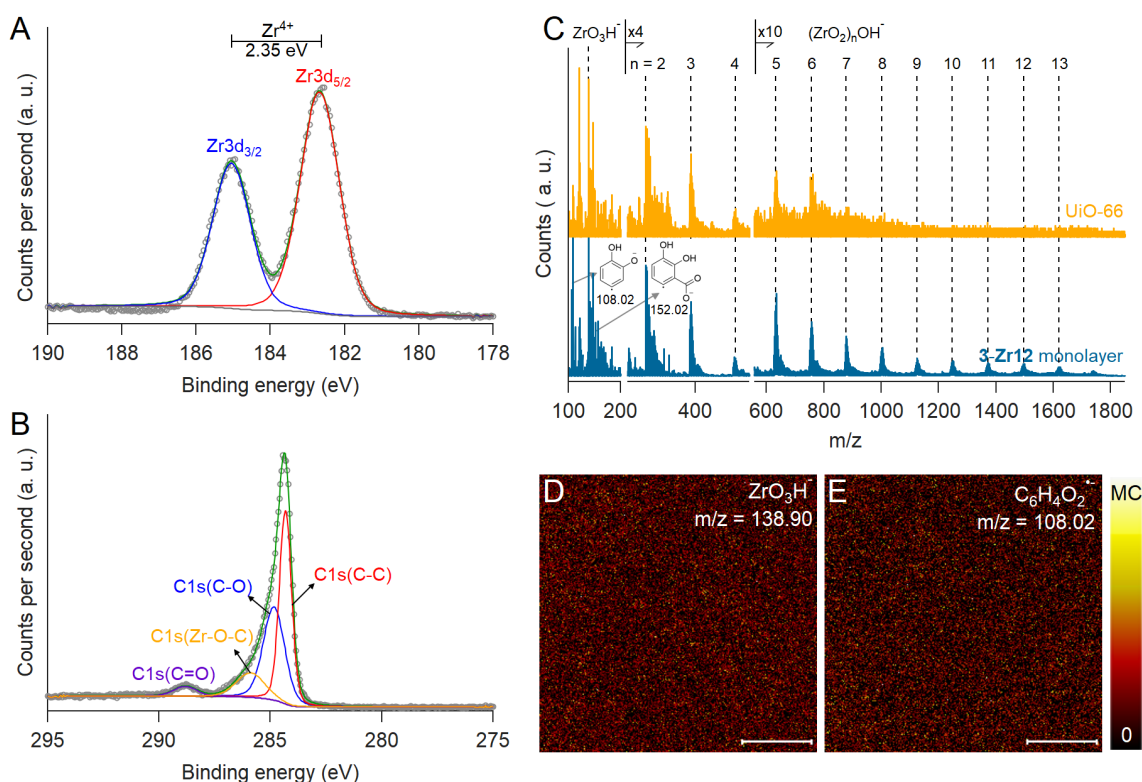 A
Zr⁴⁺
2.35 eV
Zr3d₅/₂
Zr3d₃/₂
Counts per second (a. u.)
190 188 186 184 182 180 178
Binding energy (eV)
B
C1s(C-O)
C1s(C-C)
C1s(Zr-O-C)
C1s(C=O)
Counts per second (a. u.)
295 290 285 280 275
Binding energy (eV)
C
ZrO₃H⁻
x4
x10
(ZrO₂)ₙOH⁻
n = 2 3 4 5 6 7 8 9 10 11 12 13
UiO-66
OH
O⁻
108.02
OH
OH
O
O⁻
152.02
3-Zr12 monolayer
Counts ( a. u.)
100 200 400 600 800 1000 1200 1400 1600 1800
m/z
D
ZrO₃H⁻
m/z = 138.90
E
C₆H₄O₂•⁻
m/z = 108.02
MC
0